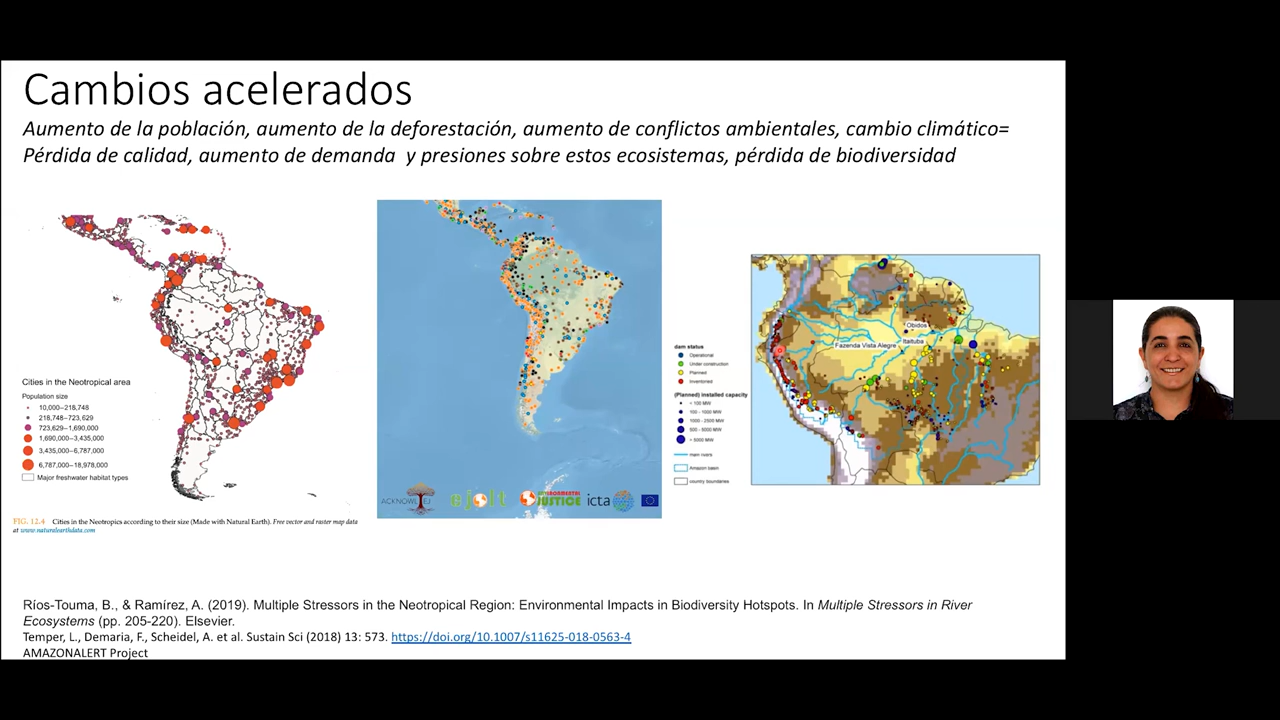 Cambios acelerados
Aumento de la población, aumento de la deforestación, aumento de conflictos ambientales, cambio climático=
Pérdida de calidad, aumento de demanda y presiones sobre estos ecosistemas, pérdida de biodiversidad
Cities in the Neotropical area
Population size
10,000–218,748
218,748–723,629
723,629–1,690,000
1,690,000–3,435,000
3,435,000–6,787,000
6,787,000–18,978,000
Major freshwater habitat types
FIG. 12.4 Cities in the Neotropics according to their size (Made with Natural Earth). Free vector and raster map data
at www.naturalearthdata.com
ACKNOWL EJ
ejolt
ENVIRONMENTAL
JUSTICE
icta
Obidos
Fazenda Vista Alegre
Itaituba
dam status
Operational
Under construction
Planned
Inventoried
(Planned) installed capacity
< 100 MW
100 - 1000 MW
1000 - 2500 MW
500 - 5000 MW
> 5000 MW
main rivers
Amazon basin
country boundaries
Ríos-Touma, B., & Ramírez, A. (2019). Multiple Stressors in the Neotropical Region: Environmental Impacts in Biodiversity Hotspots. In Multiple Stressors in River
Ecosystems (pp. 205-220). Elsevier.
Temper, L., Demaria, F., Scheidel, A. et al. Sustain Sci (2018) 13: 573. https://doi.org/10.1007/s11625-018-0563-4
AMAZONALERT Project